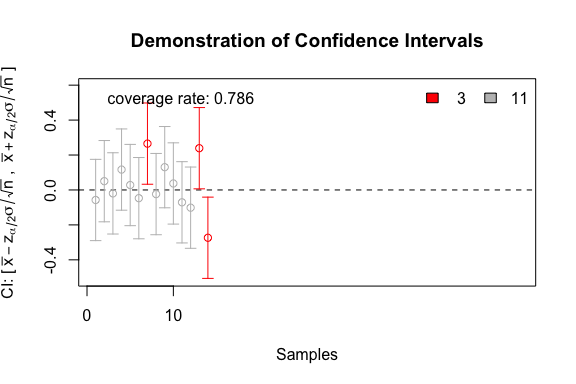 Demonstration of Confidence Intervals
coverage rate: 0.786
3
11
CI: [ x̅ − zα/2σ/√n , x̅ + zα/2σ/√n ]
0.4
0.0
-0.4
0
10
Samples